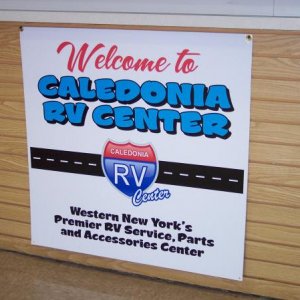 Welcome to
CALEDONIA
RV CENTER
CALEDONIA
RV
Center
Western New York's
Premier RV Service, Parts
and Accessories Center